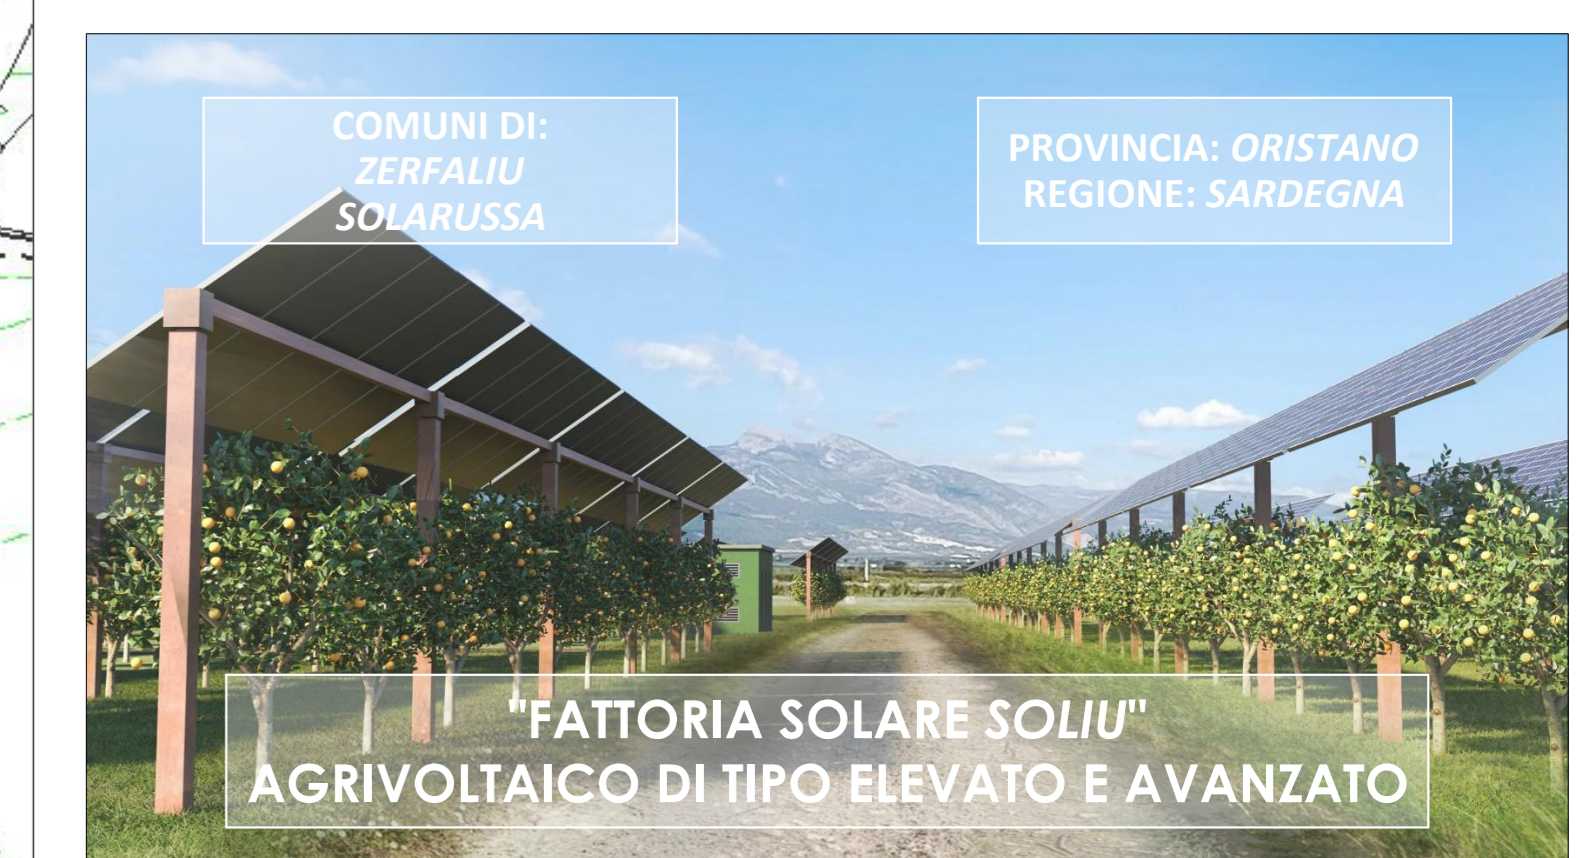 COMUNI DI:
ZERFALIU
SOLARUSSA
PROVINCIA: ORISTANO
REGIONE: SARDEGNA
"FATTORIA SOLARE SOLIU"
AGRIVOLTAICO DI TIPO ELEVATO E AVANZATO